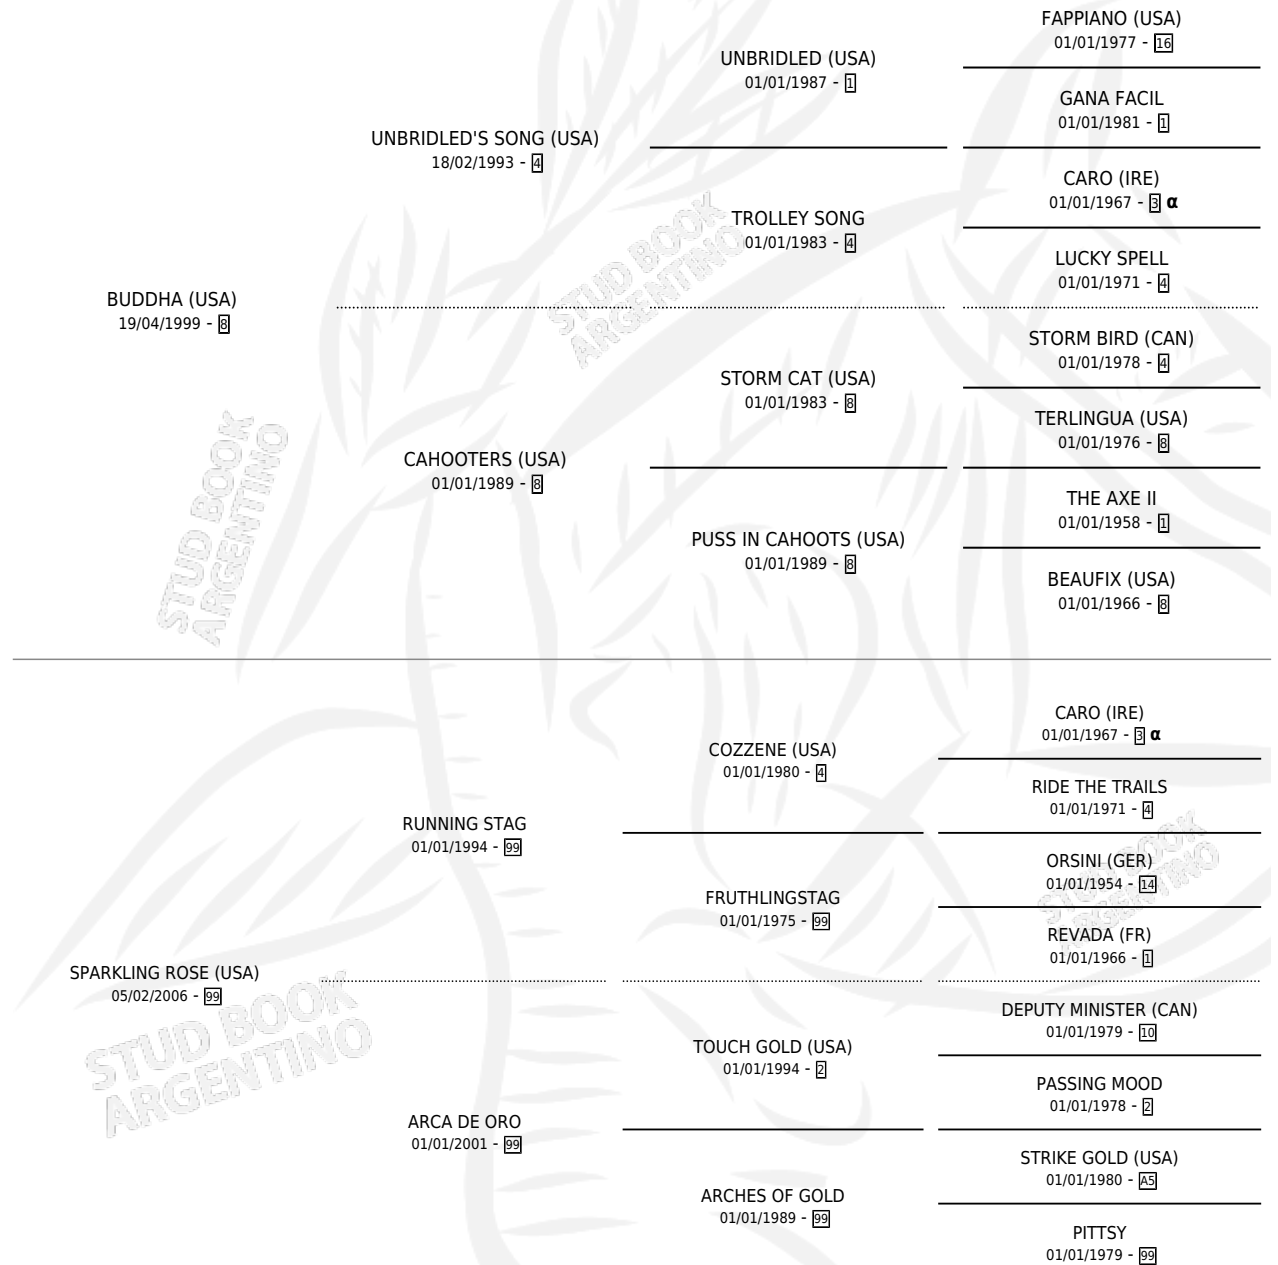 FAPPIANO (USA)
01/01/1977 - 16
UNBRIDLED (USA)
01/01/1987 - 1
GANA FACIL
01/01/1981 - 1
UNBRIDLED'S SONG (USA)
18/02/1993 - 4
CARO (IRE)
01/01/1967 - 3 α
TROLLEY SONG
01/01/1983 - 4
LUCKY SPELL
01/01/1971 - 4
BUDDHA (USA)
19/04/1999 - 8
STORM BIRD (CAN)
01/01/1978 - 4
STORM CAT (USA)
01/01/1983 - 8
TERLINGUA (USA)
01/01/1976 - 8
CAHOOTERS (USA)
01/01/1989 - 8
THE AXE II
01/01/1958 - 1
PUSS IN CAHOOTS (USA)
01/01/1989 - 8
BEAUFIX (USA)
01/01/1966 - 8
CARO (IRE)
01/01/1967 - 3 α
COZZENE (USA)
01/01/1980 - 4
RIDE THE TRAILS
01/01/1971 - 4
RUNNING STAG
01/01/1994 - 99
ORSINI (GER)
01/01/1954 - 14
FRUTHLINGSTAG
01/01/1975 - 99
REVADA (FR)
01/01/1966 - 1
SPARKLING ROSE (USA)
05/02/2006 - 99
DEPUTY MINISTER (CAN)
01/01/1979 - 10
TOUCH GOLD (USA)
01/01/1994 - 2
PASSING MOOD
01/01/1978 - 2
ARCA DE ORO
01/01/2001 - 99
STRIKE GOLD (USA)
01/01/1980 - A5
ARCHES OF GOLD
01/01/1989 - 99
PITTSY
01/01/1979 - 99
STUD BOOK
ARGENTINO
STUD BOOK
ARGENTINO
STUD BOOK
ARGENTINO
STUD BOOK
ARGENTINO